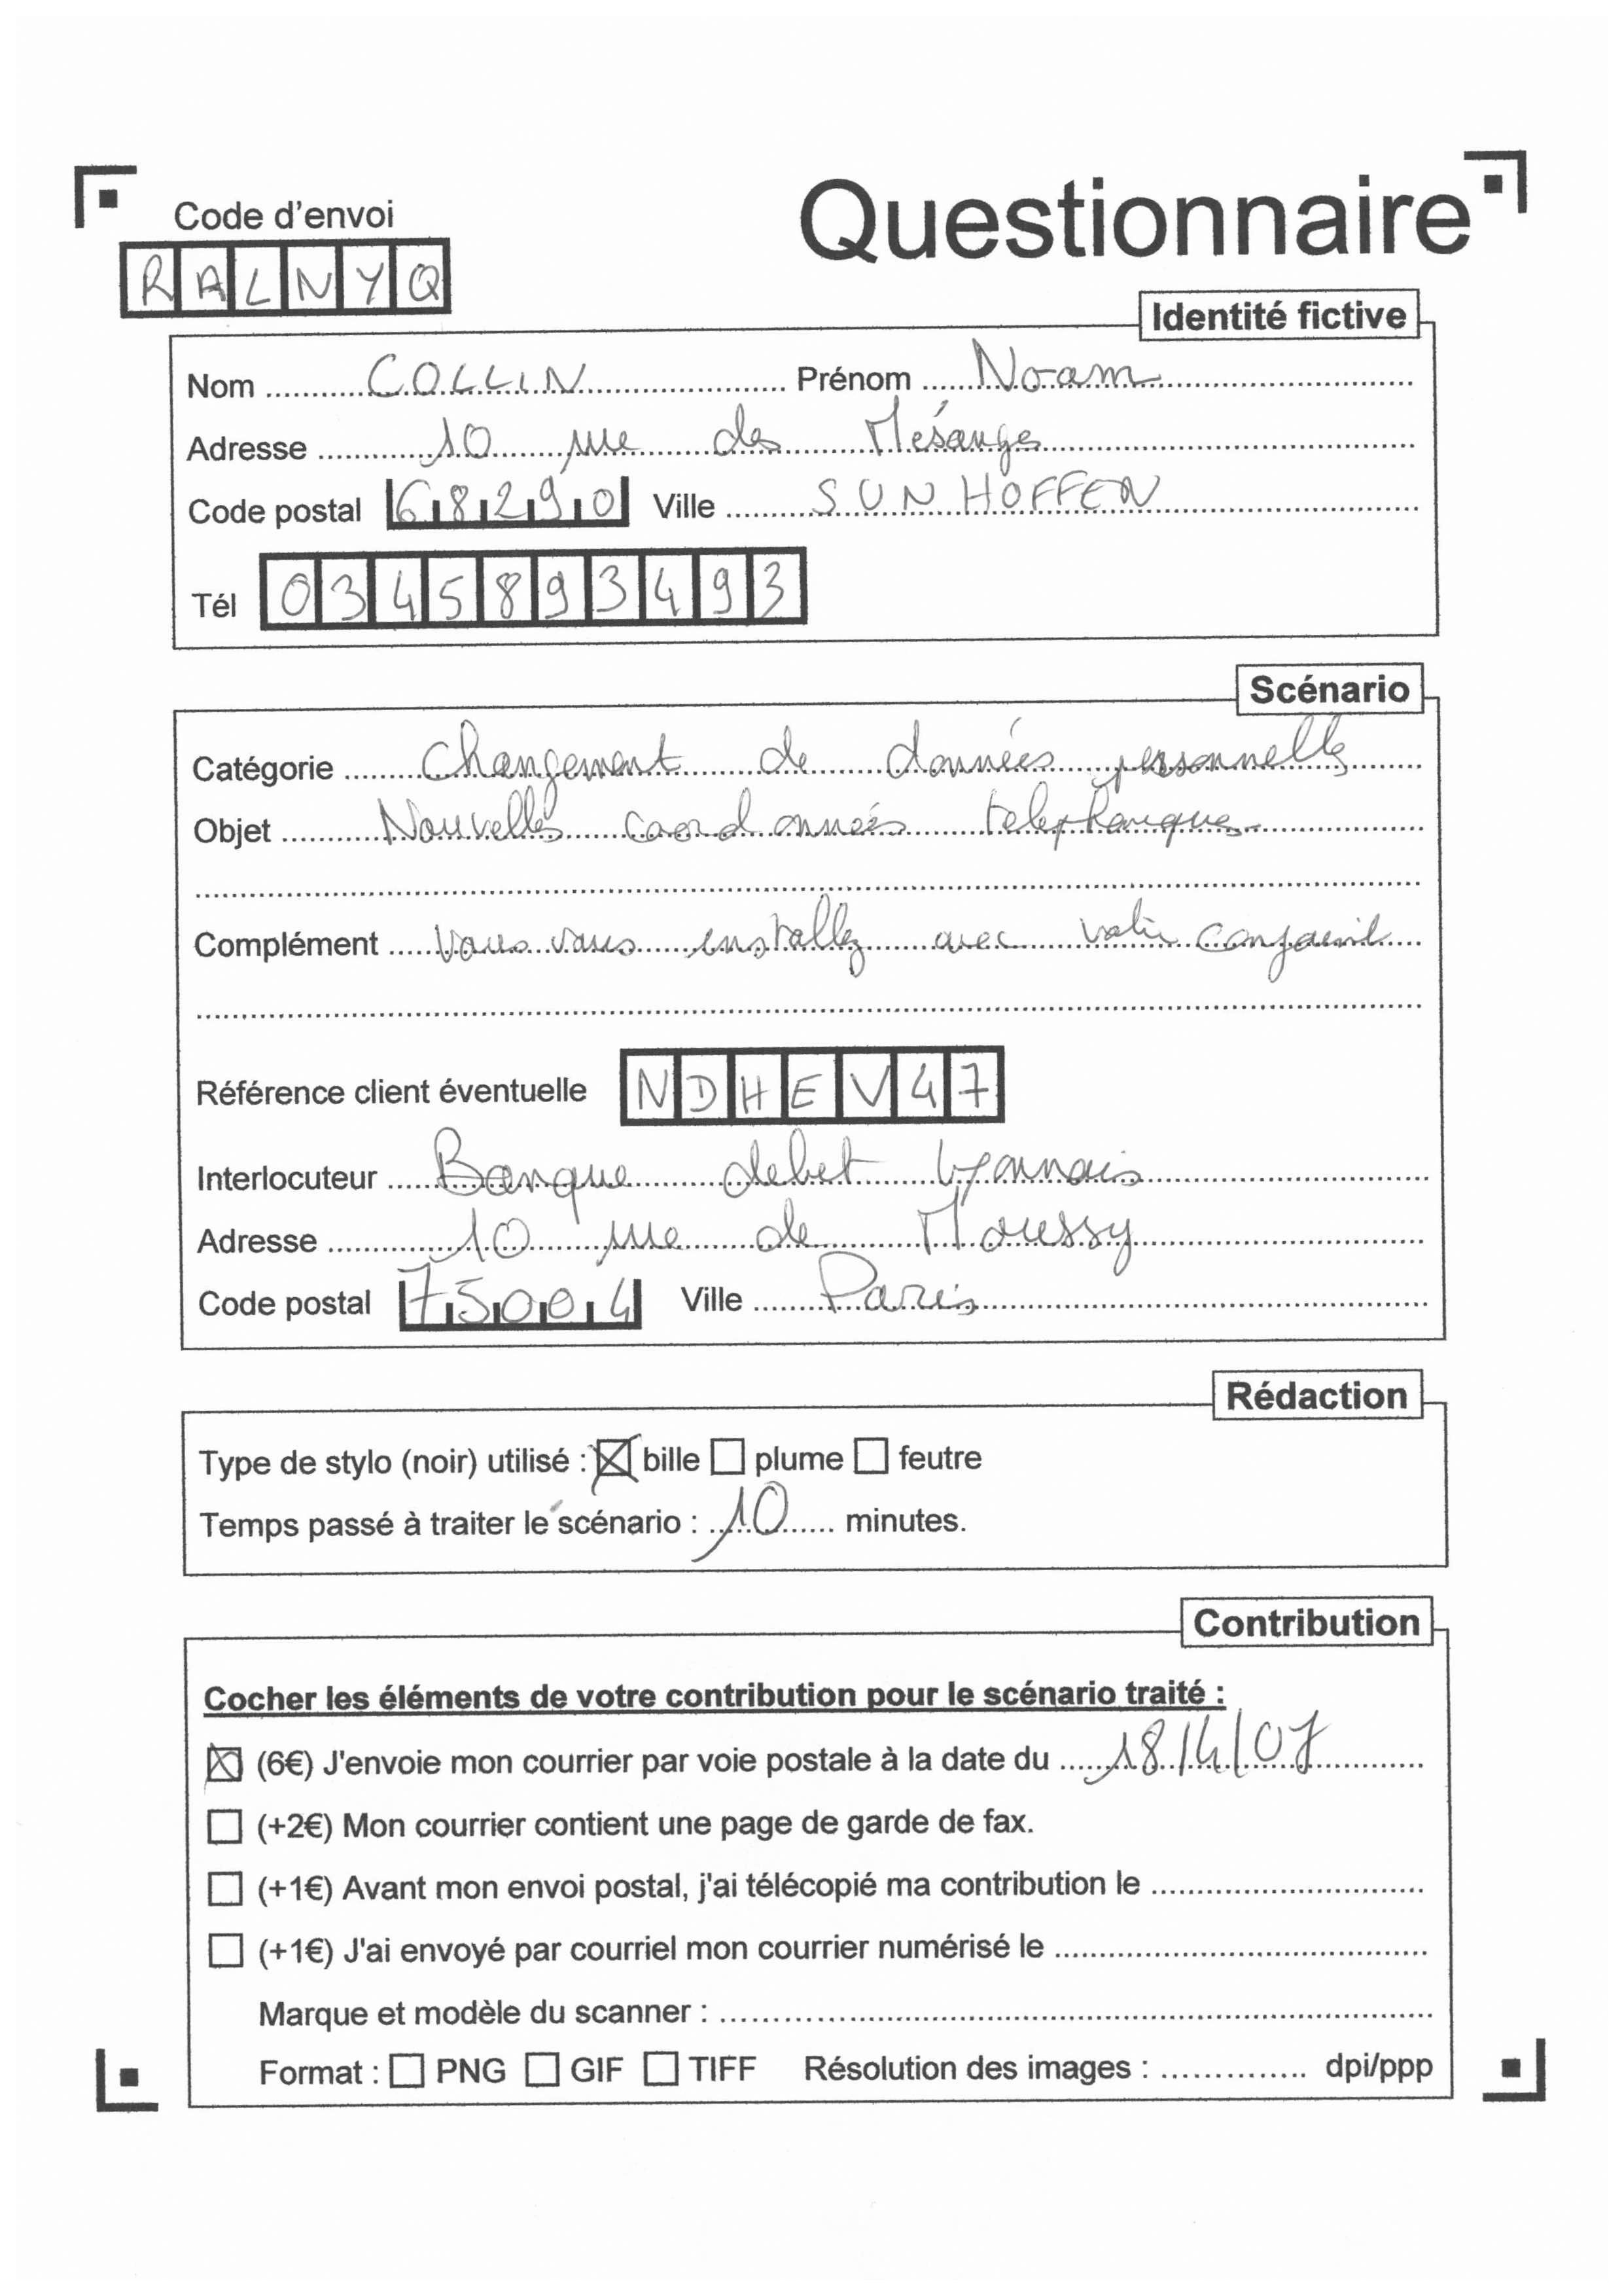 Questionnaire
Code d'envoi
RALNYQ
Identité fictive
Nom COLLIN Prénom Noam
Adresse 10 rue des Mésanges
Code postal 68290 Ville SUNHOFFEN
Tél 0345893493
Scénario
Catégorie Changement de données personnelles
Objet Nouvelles coordonnées telephoniques
Complément Vous vous installez avec votre conjoint
Référence client éventuelle NDHEV47
Interlocuteur Banque debet lyonnais
Adresse 10 rue de Moussy
Code postal 75004 Ville Paris
Rédaction
Type de stylo (noir) utilisé : ☒ bille ☐ plume ☐ feutre
Temps passé à traiter le scénario : 10 minutes.
Contribution
Cocher les éléments de votre contribution pour le scénario traité :
☒ (6€) J'envoie mon courrier par voie postale à la date du 18/4/07
☐ (+2€) Mon courrier contient une page de garde de fax.
☐ (+1€) Avant mon envoi postal, j'ai télécopié ma contribution le
☐ (+1€) J'ai envoyé par courriel mon courrier numérisé le
Marque et modèle du scanner :
Format : ☐ PNG ☐ GIF ☐ TIFF Résolution des images : dpi/ppp